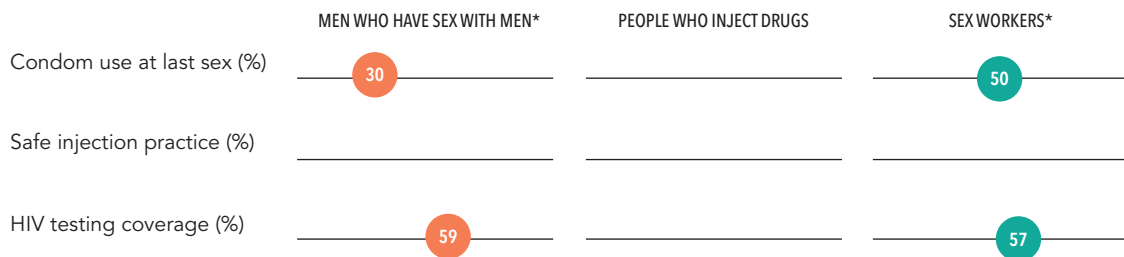 MEN WHO HAVE SEX WITH MEN* PEOPLE WHO INJECT DRUGS SEX WORKERS*
Condom use at last sex (%) 30 50
Safe injection practice (%)
HIV testing coverage (%) 59 57